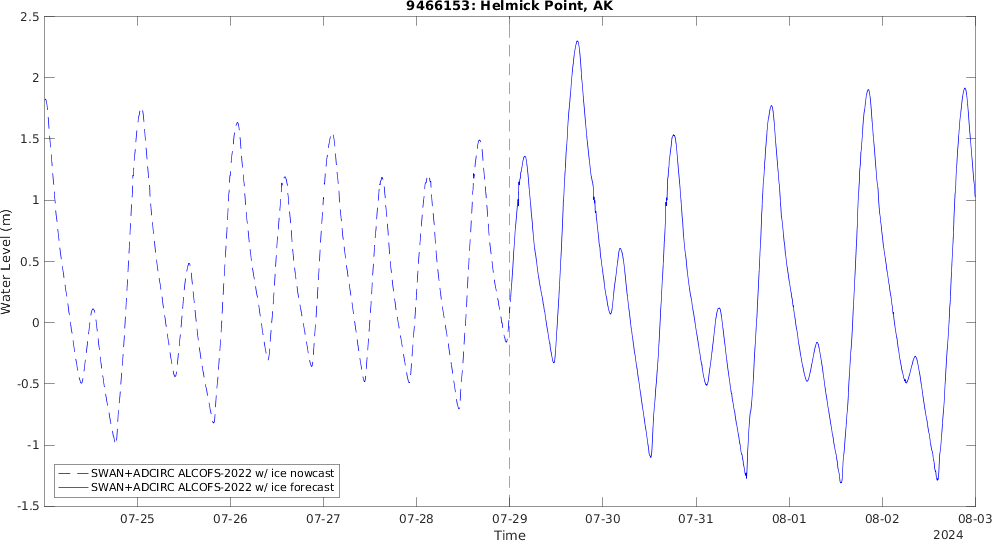 9466153: Helmick Point, AK
2.5
2
1.5
1
0.5
0
-0.5
-1
-1.5
Water Level (m)
SWAN+ADCIRC ALCOFS-2022 w/ ice nowcast
SWAN+ADCIRC ALCOFS-2022 w/ ice forecast
07-25 07-26 07-27 07-28 07-29 07-30 07-31 08-01 08-02 08-03
Time
2024